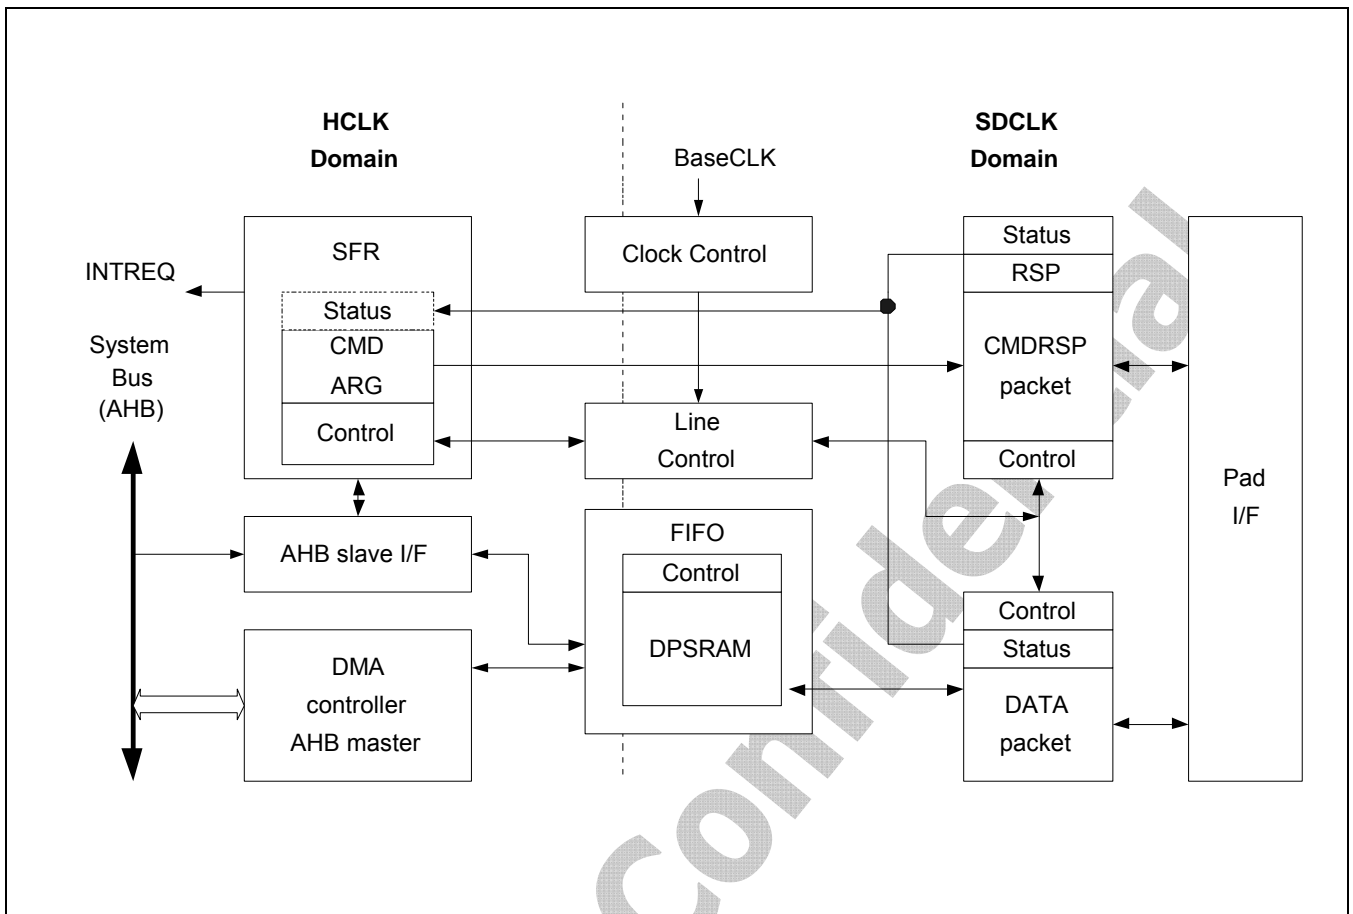 HCLK
Domain
SDCLK
Domain
BaseCLK
SFR
Clock Control
Status
RSP
INTREQ
Status
CMD
ARG
Control
System
Bus
(AHB)
Line
Control
CMDRSP
packet
Control
Pad
I/F
AHB slave I/F
FIFO
Control
DPSRAM
DMA
controller
AHB master
Control
Status
DATA
packet
Confidential